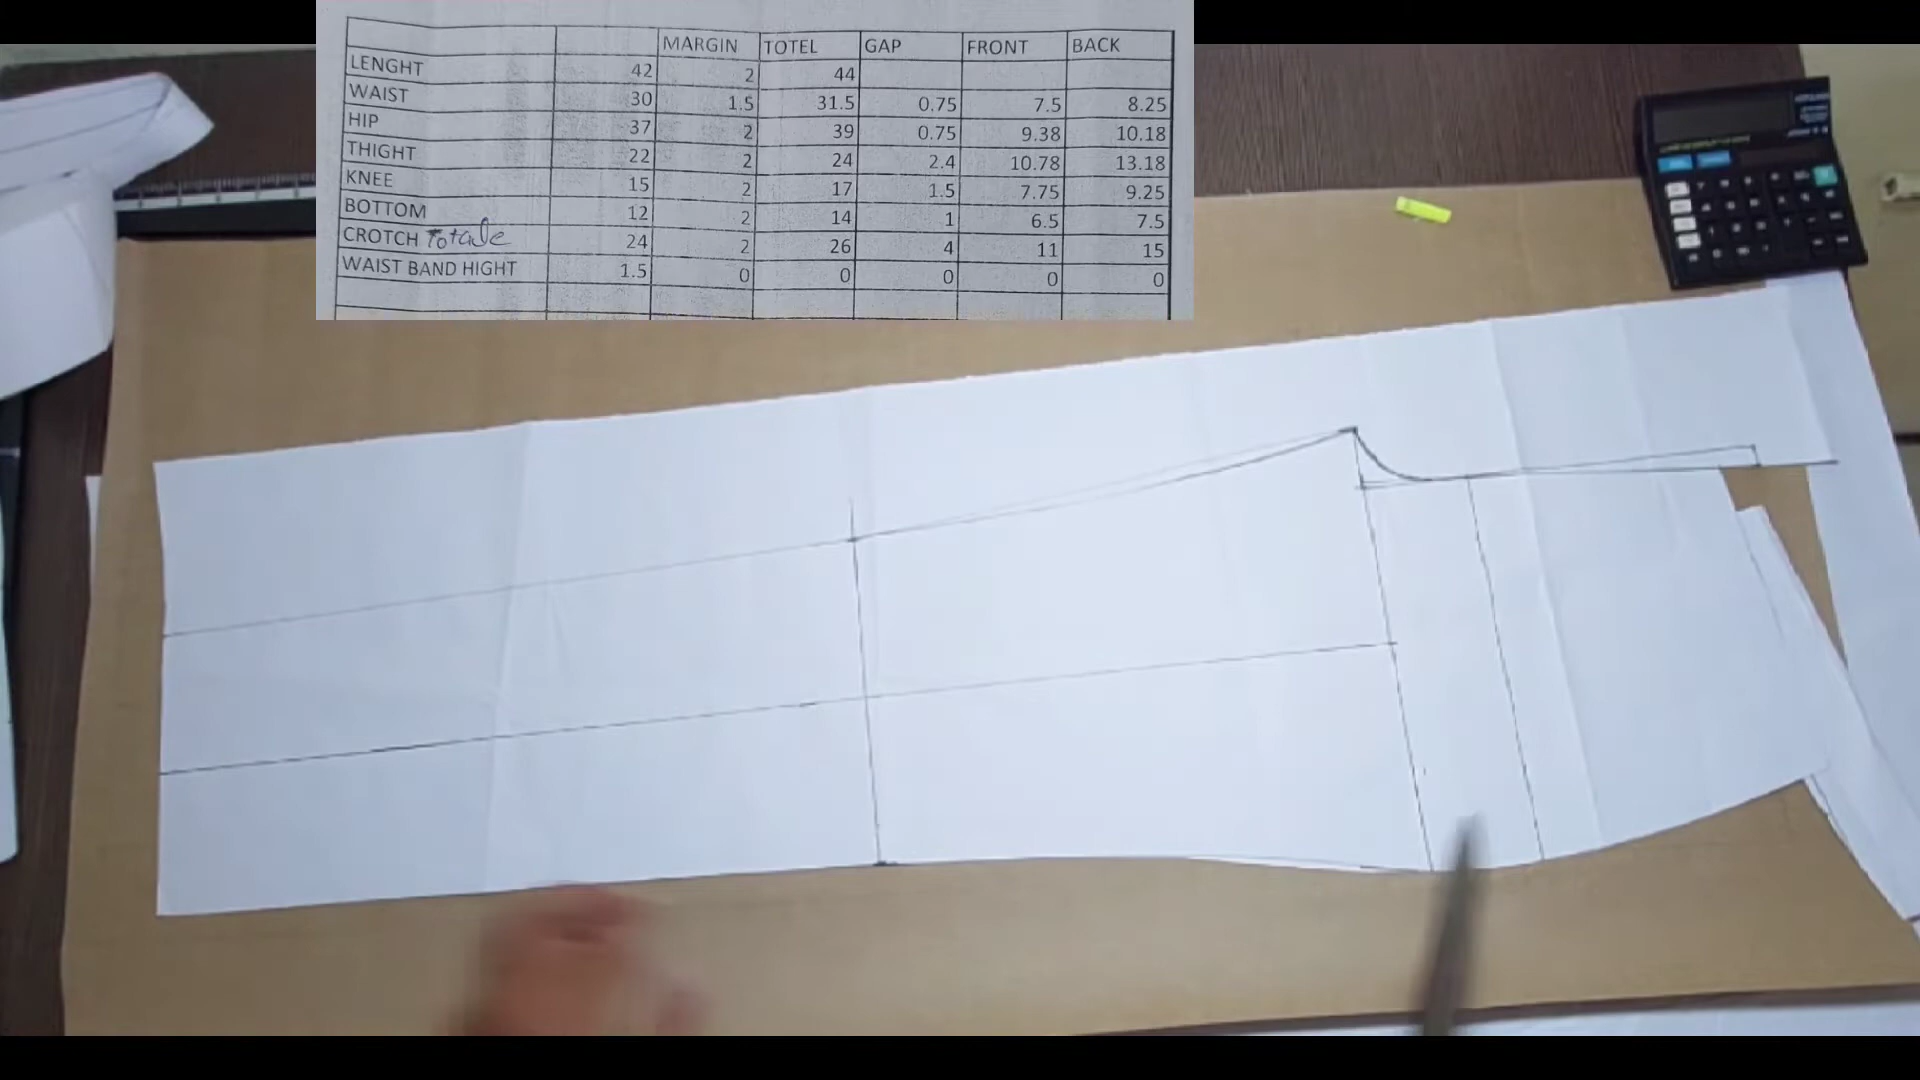 MARGIN TOTEL GAP FRONT BACK
LENGHT 42 2 44
WAIST 30 1.5 31.5 0.75 7.5 8.25
HIP 37 2 39 0.75 9.38 10.18
THIGHT 22 2 24 2.4 10.78 13.18
KNEE 15 2 17 1.5 7.75 9.25
BOTTOM 12 2 14 1 6.5 7.5
CROTCH Totale 24 2 26 4 11 15
WAIST BAND HIGHT 1.5 0 0 0 0 0